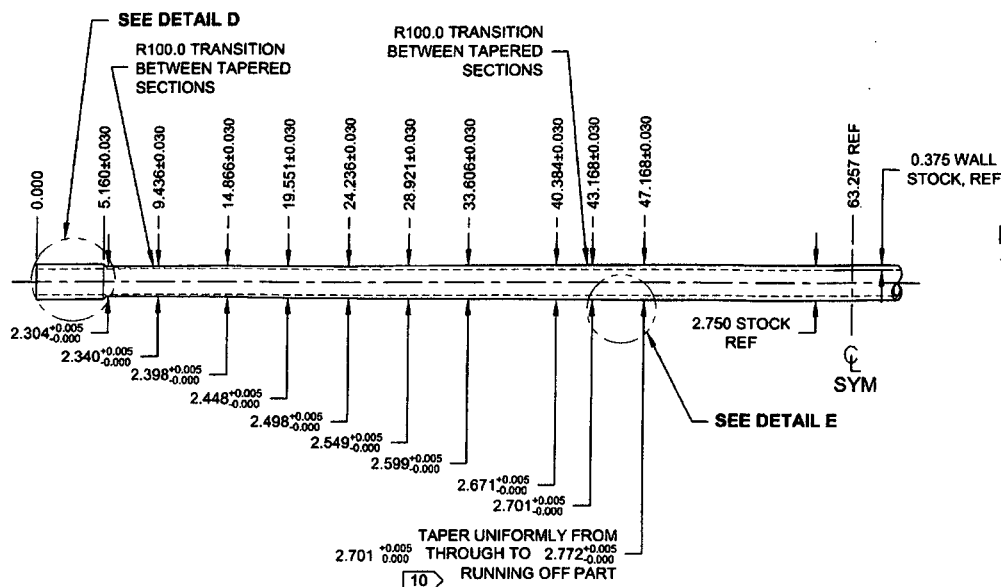 SEE DETAIL D
R100.0 TRANSITION
BETWEEN TAPERED
SECTIONS
R100.0 TRANSITION
BETWEEN TAPERED
SECTIONS
0.000
5.160±0.030
9.436±0.030
14.866±0.030
19.551±0.030
24.236±0.030
28.921±0.030
33.606±0.030
40.384±0.030
43.168±0.030
47.168±0.030
63.257 REF
0.375 WALL
STOCK, REF
2.304 +0.005 -0.000
2.340 +0.005 -0.000
2.398 +0.005 -0.000
2.448 +0.005 -0.000
2.498 +0.005 -0.000
2.549 +0.005 -0.000
2.599 +0.005 -0.000
2.671 +0.005 -0.000
2.701 +0.005 -0.000
2.750 STOCK
REF
℄
SYM
SEE DETAIL E
TAPER UNIFORMLY FROM
2.701 +0.005 0.000 THROUGH TO 2.772 +0.005 -0.000
RUNNING OFF PART
10